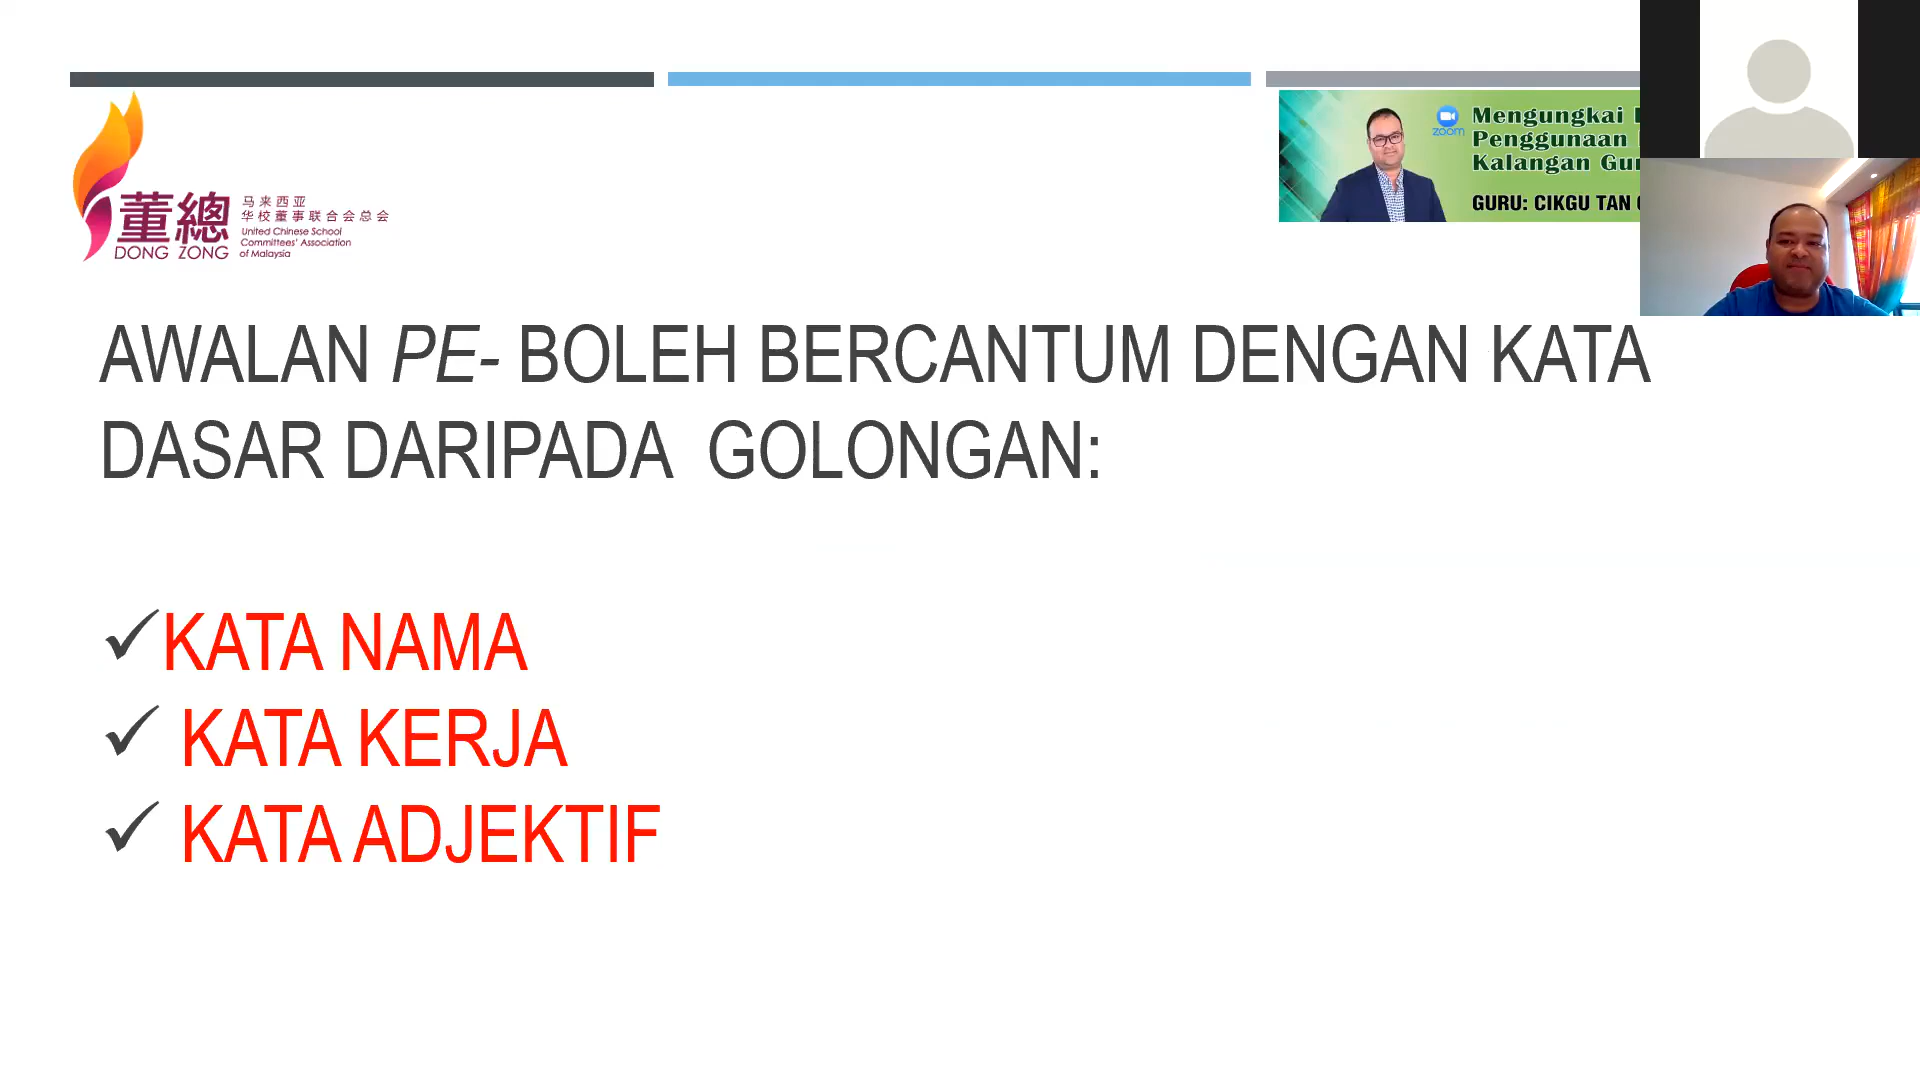 董總
DONG ZONG
马来西亚
华校董事联合会总会
United Chinese School
Committees' Association
of Malaysia
zoom
Mengungkai
Penggunaan
Kalangan
GURU: CIKGU TAN
AWALAN PE- BOLEH BERCANTUM DENGAN KATA
DASAR DARIPADA GOLONGAN:
✓KATA NAMA
✓ KATA KERJA
✓ KATA ADJEKTIF